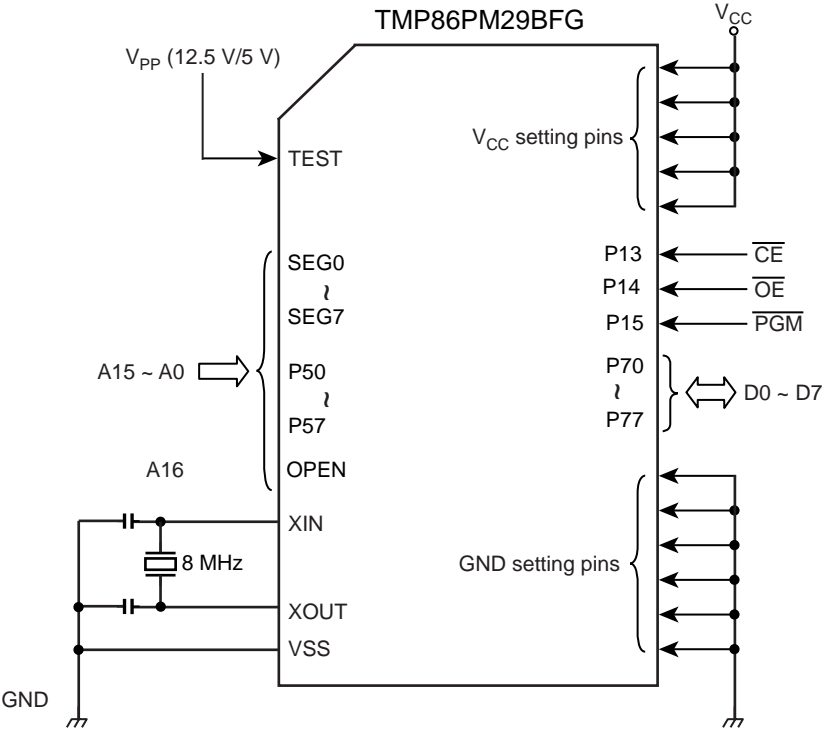 TMP86PM29BFG
VCC
VPP (12.5 V/5 V)
VCC setting pins
TEST
P13
CE
SEG0
P14
OE
~
SEG7
P15
PGM
A15 ~ A0
P50
P70
~
~
D0 ~ D7
P57
P77
A16
OPEN
XIN
8 MHz
GND setting pins
XOUT
VSS
GND